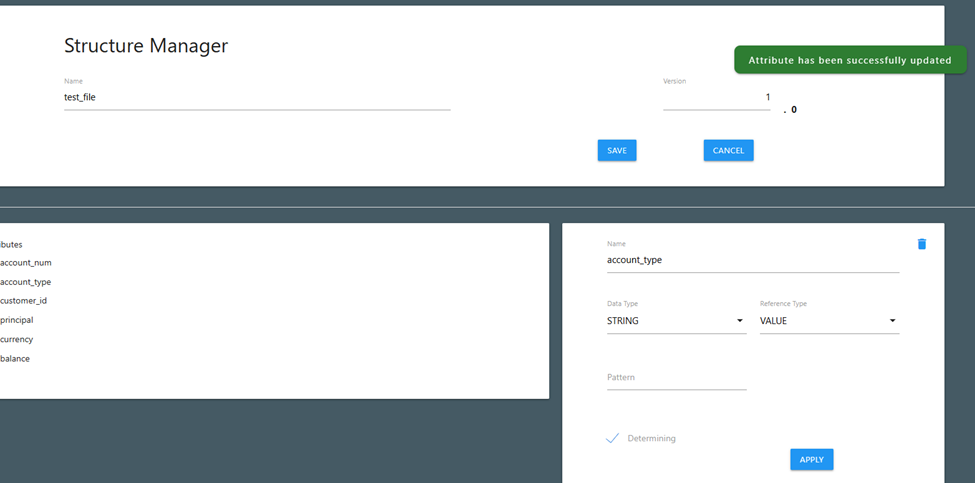 Structure Manager
Attribute has been successfully updated
Name
Version
test_file
1
. 0
SAVE
CANCEL
butes
account_num
account_type
customer_id
principal
currency
balance
Name
account_type
Data Type
Reference Type
STRING
VALUE
Pattern
Determining
APPLY